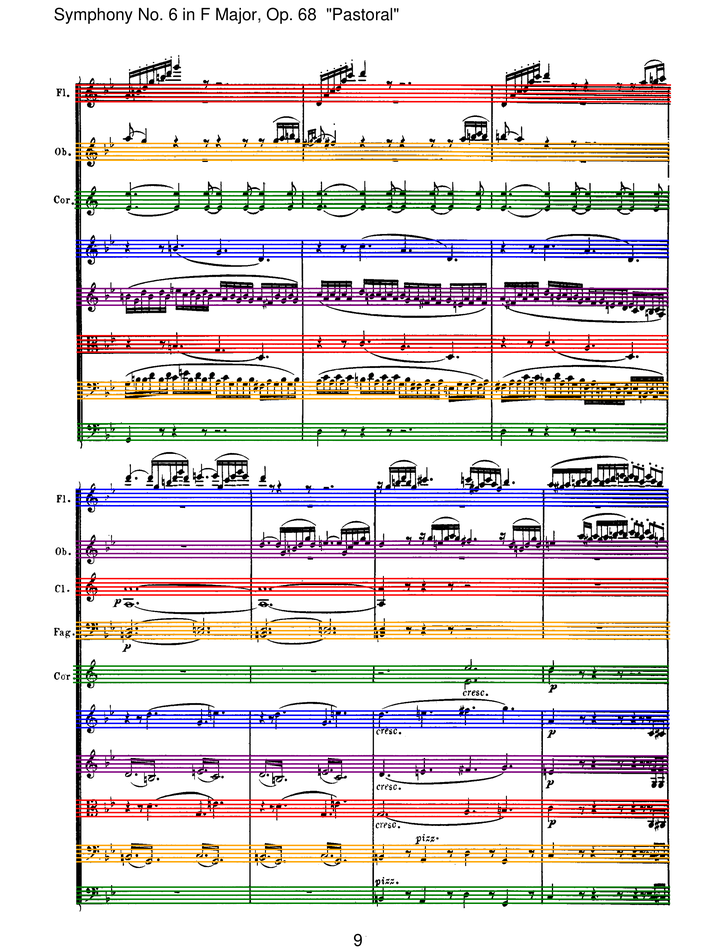 Symphony No. 6 in F Major, Op. 68 "Pastoral"
Fl.
Ob.
Cor.
Fl.
Ob.
Cl.
p
Fag.
p
Cor
cresc.
p
cresc.
p
cresc.
p
cresc.
p
pizz.
pizz.
9